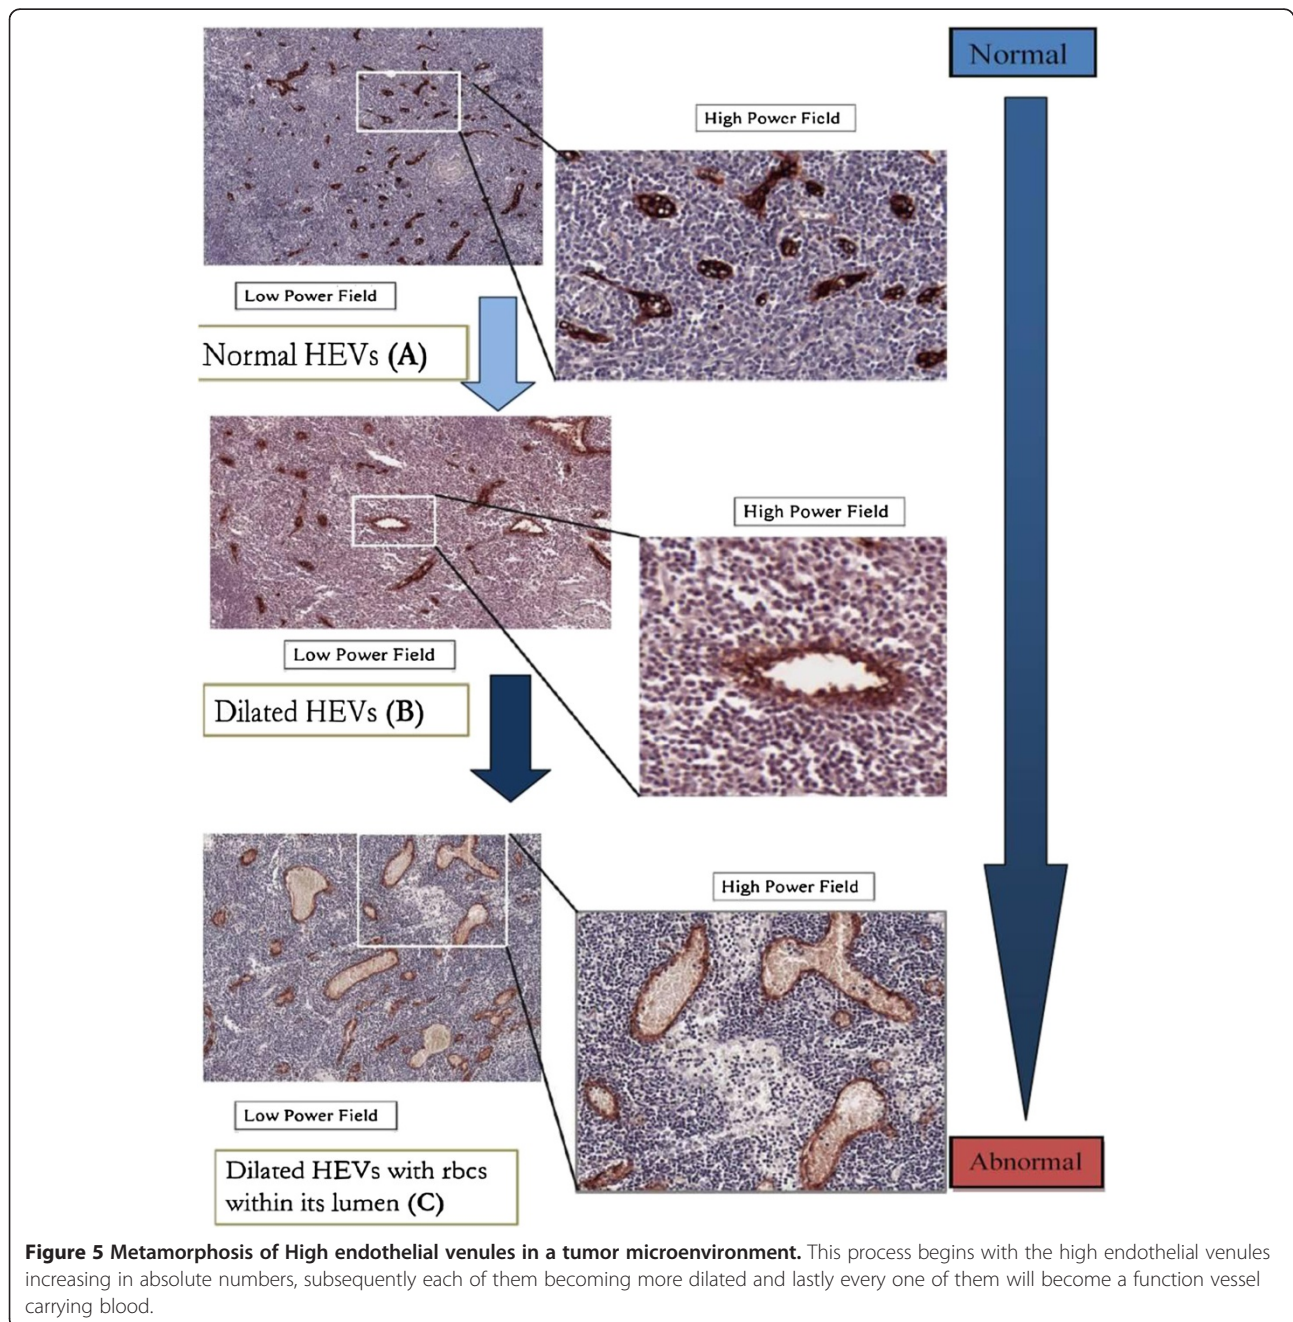 Normal
High Power Field
Low Power Field
Normal HEVs (A)
High Power Field
Low Power Field
Dilated HEVs (B)
High Power Field
Low Power Field
Abnormal
Dilated HEVs with rbcs
within its lumen (C)
Figure 5 Metamorphosis of High endothelial venules in a tumor microenvironment. This process begins with the high endothelial venules
increasing in absolute numbers, subsequently each of them becoming more dilated and lastly every one of them will become a function vessel
carrying blood.